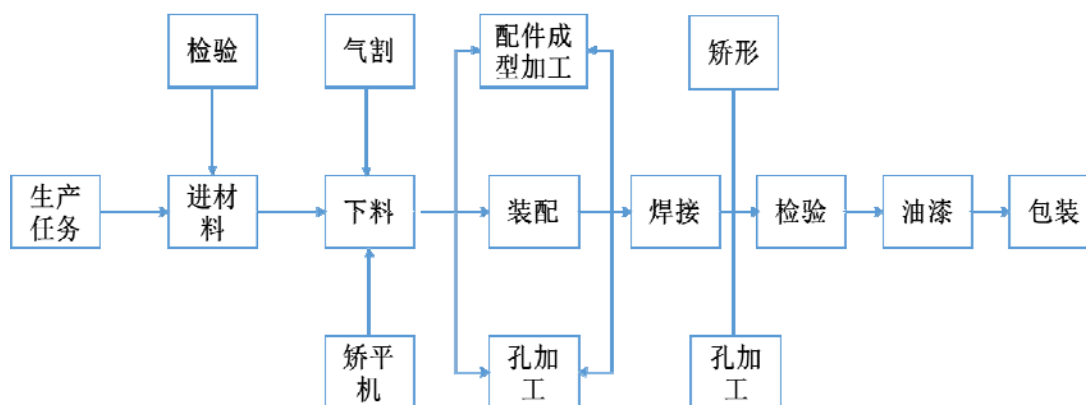 检验
气割
配件成
型加工
矫形
生产
任务
进材
料
下料
装配
焊接
检验
油漆
包装
矫平
机
孔加
工
孔加
工